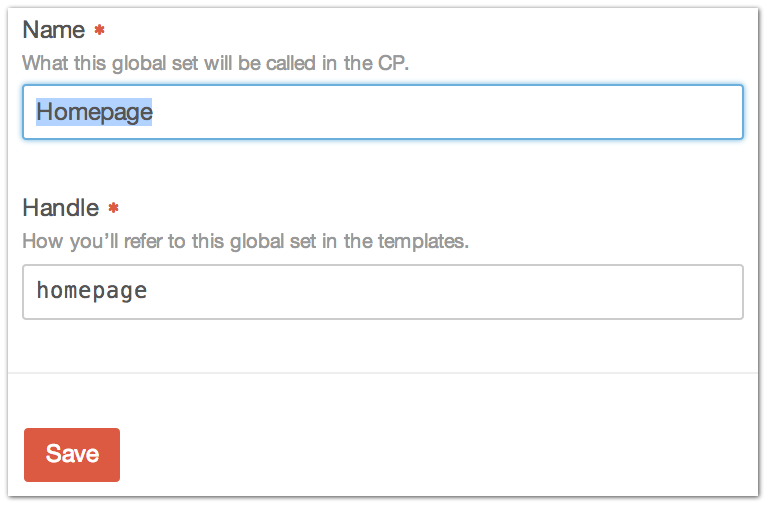 Name *
What this global set will be called in the CP.
Homepage
Handle *
How you’ll refer to this global set in the templates.
homepage
Save